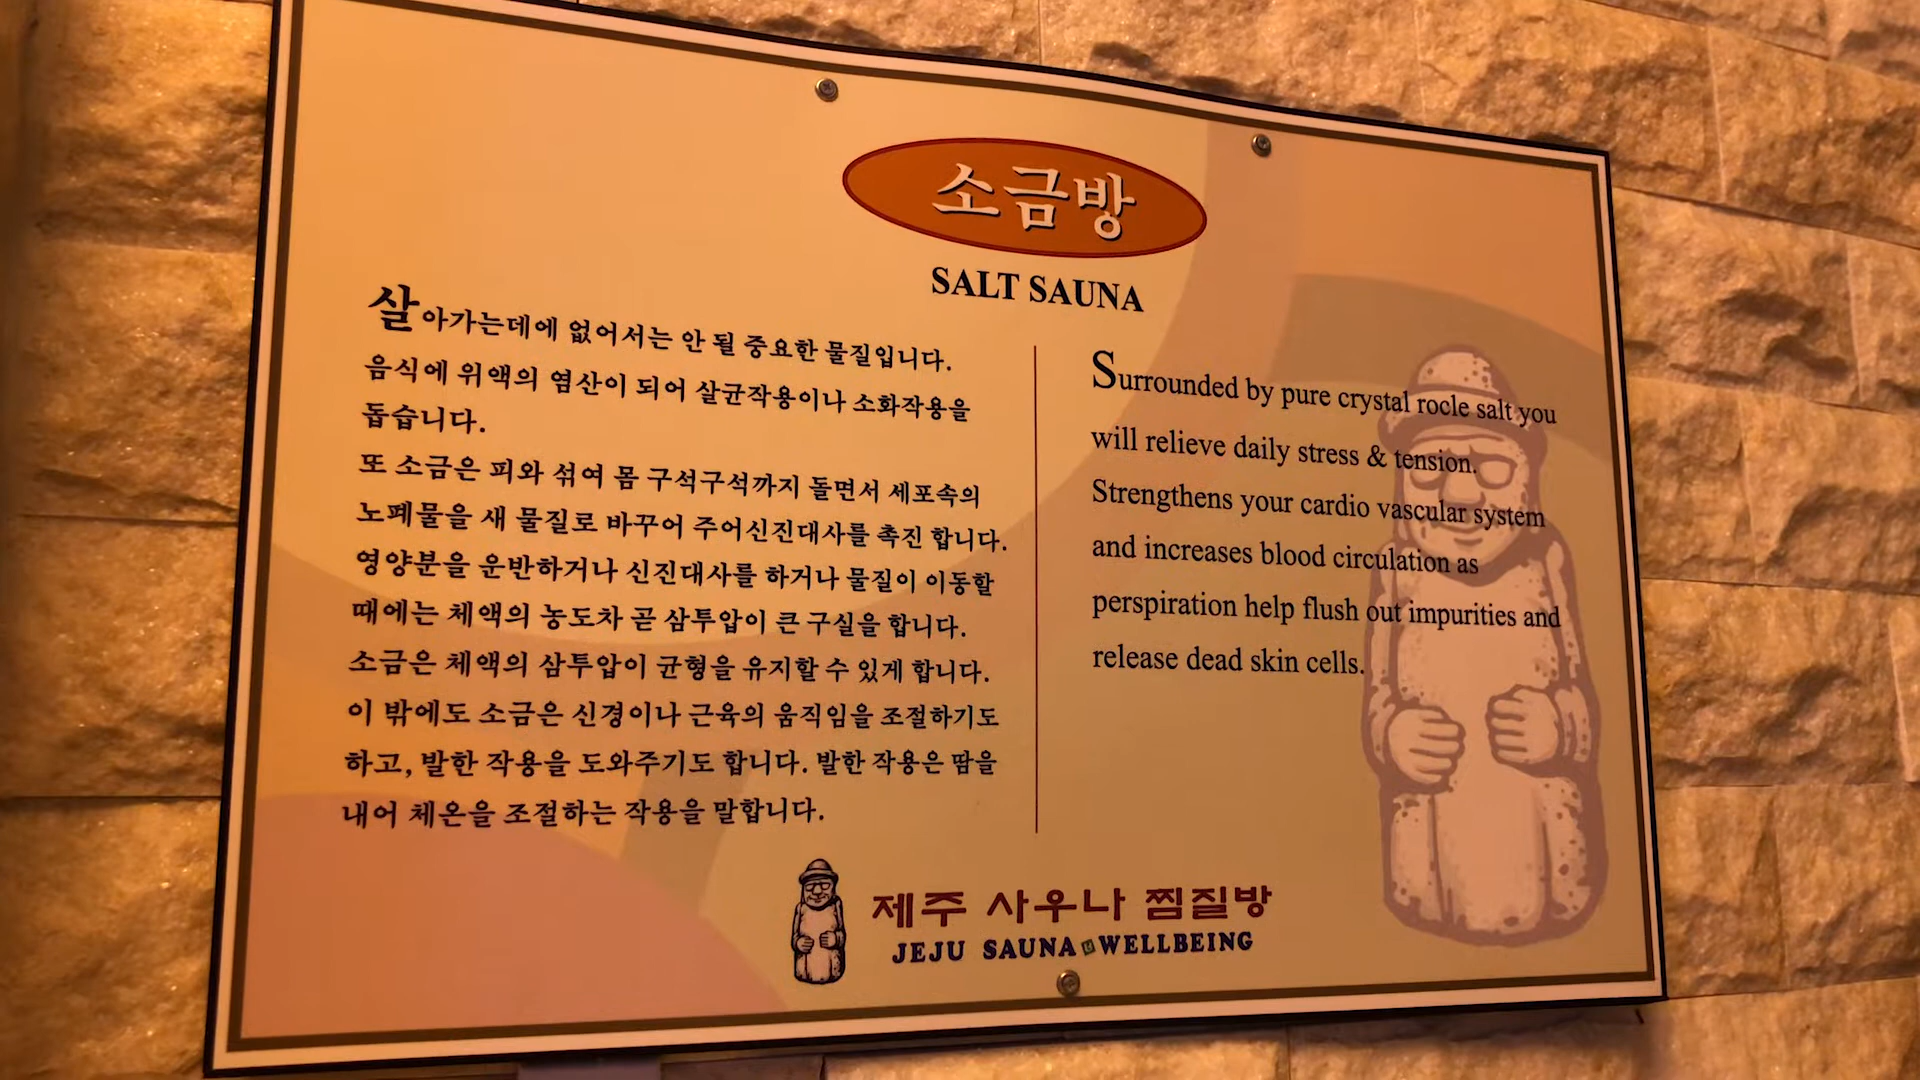 소금방
SALT SAUNA
살아가는데에 없어서는 안 될 중요한 물질입니다.
음식에 위액의 염산이 되어 살균작용이나 소화작용을
돕습니다.
또 소금은 피와 섞여 몸 구석구석까지 돌면서 세포속의
노폐물을 새 물질로 바꾸어 주어신진대사를 촉진 합니다.
영양분을 운반하거나 신진대사를 하거나 물질이 이동할
때에는 체액의 농도차 곧 삼투압이 큰 구실을 합니다.
소금은 체액의 삼투압이 균형을 유지할 수 있게 합니다.
이 밖에도 소금은 신경이나 근육의 움직임을 조절하기도
하고, 발한 작용을 도와주기도 합니다. 발한 작용은 땀을
내어 체온을 조절하는 작용을 말합니다.
Surrounded by pure crystal rocle salt you
will relieve daily stress & tension.
Strengthens your cardio vascular system
and increases blood circulation as
perspiration help flush out impurities and
release dead skin cells.
제주 사우나 찜질방
JEJU SAUNA WELLBEING